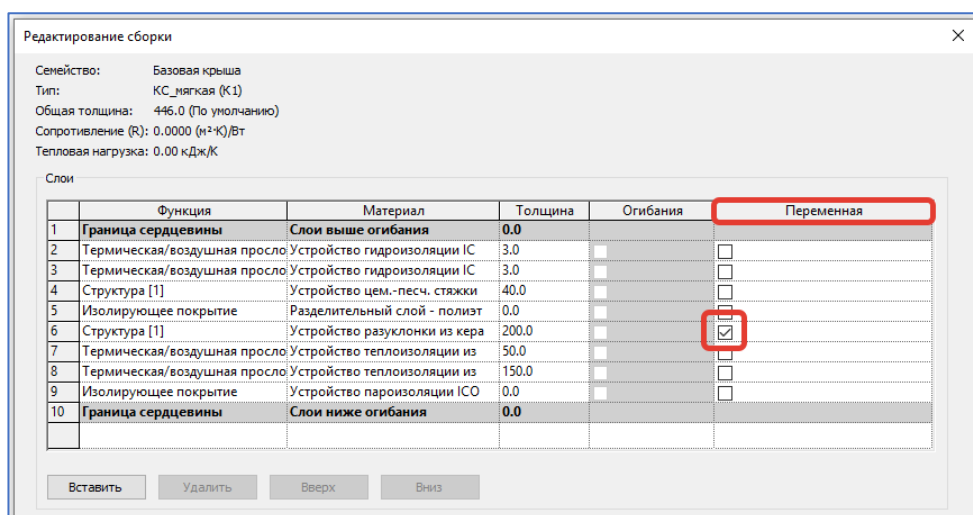 Редактирование сборки
Семейство: Базовая крыша
Тип: КС_мягкая (К1)
Общая толщина: 446.0 (По умолчанию)
Сопротивление (R): 0.0000 (м²·К)/Вт
Тепловая нагрузка: 0.00 кДж/К
Слои
Функция Материал Толщина Огибания Переменная
1 Граница сердцевины Слои выше огибания 0.0
2 Термическая/воздушная просло Устройство гидроизоляции IC 3.0
3 Термическая/воздушная просло Устройство гидроизоляции IC 3.0
4 Структура [1] Устройство цем.-песч. стяжки 40.0
5 Изолирующее покрытие Разделительный слой - полиэт 0.0
6 Структура [1] Устройство разуклонки из кера 200.0
7 Термическая/воздушная просло Устройство теплоизоляции из 50.0
8 Термическая/воздушная просло Устройство теплоизоляции из 150.0
9 Изолирующее покрытие Устройство пароизоляции ICO 0.0
10 Граница сердцевины Слои ниже огибания 0.0
Вставить Удалить Вверх Вниз